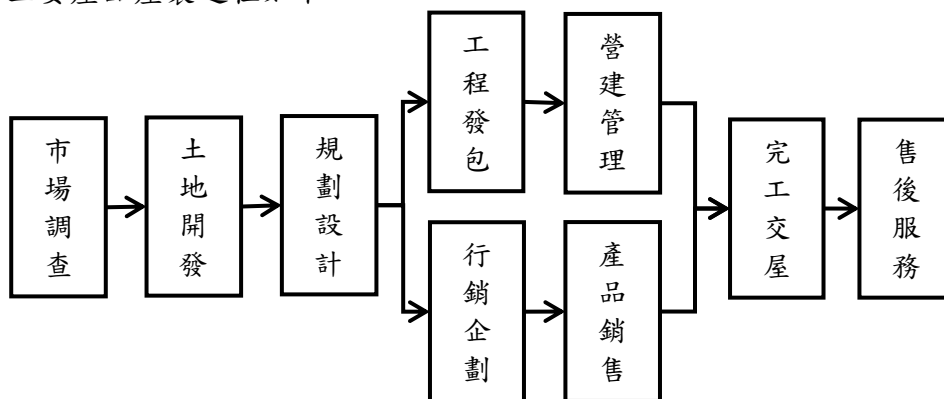 市場調查
土地開發
規劃設計
工程發包
營建管理
行銷企劃
產品銷售
完工交屋
售後服務